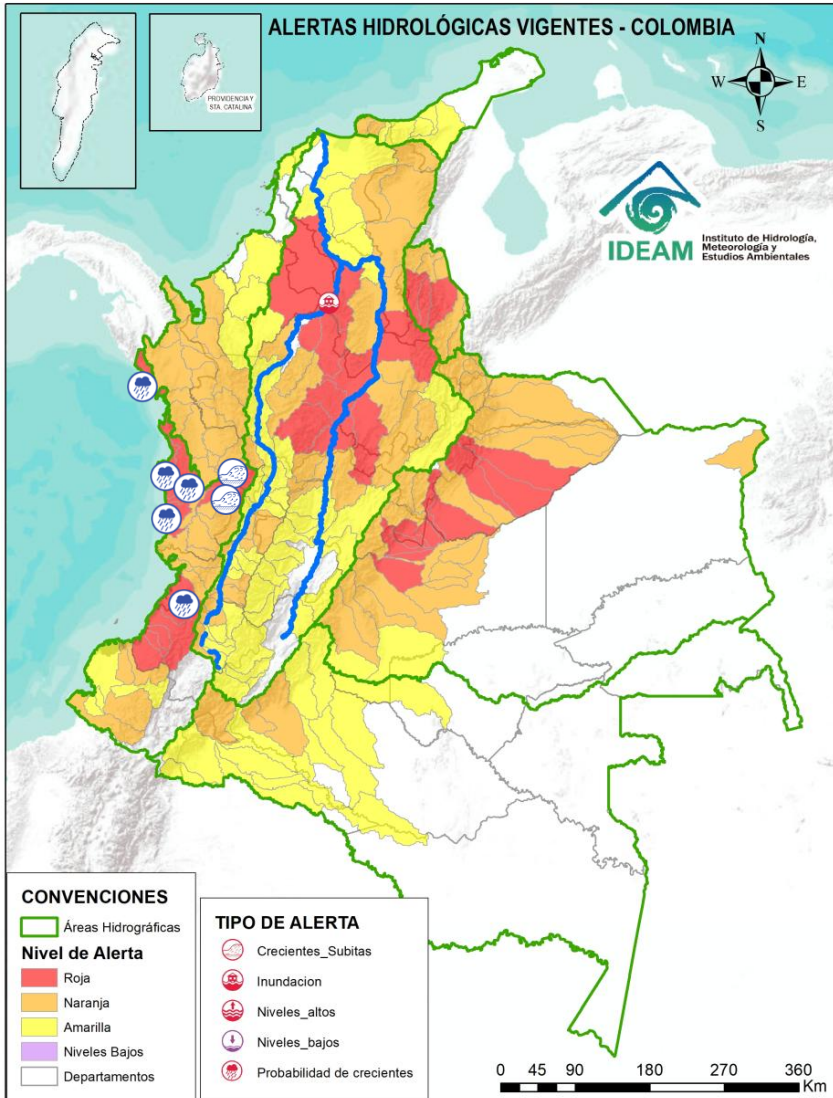 ALERTAS HIDROLÓGICAS VIGENTES - COLOMBIA
PROVIDENCIA Y
STA. CATALINA
N
W
E
S
IDEAM
Instituto de Hidrología,
Meteorología y
Estudios Ambientales
CONVENCIONES
Áreas Hidrográficas
Nivel de Alerta
Roja
Naranja
Amarilla
Niveles Bajos
Departamentos
TIPO DE ALERTA
Crecientes_Subitas
Inundacion
Niveles_altos
Niveles_bajos
Probabilidad de crecientes
0 45 90 180 270 360
Km